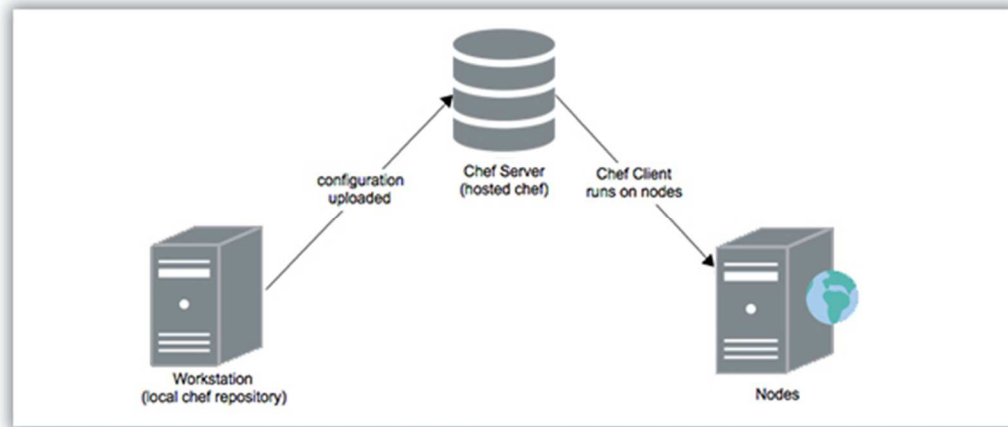 Chef Server
(hosted chef)
configuration
uploaded
Chef Client
runs on nodes
Workstation
(local chef repository)
Nodes